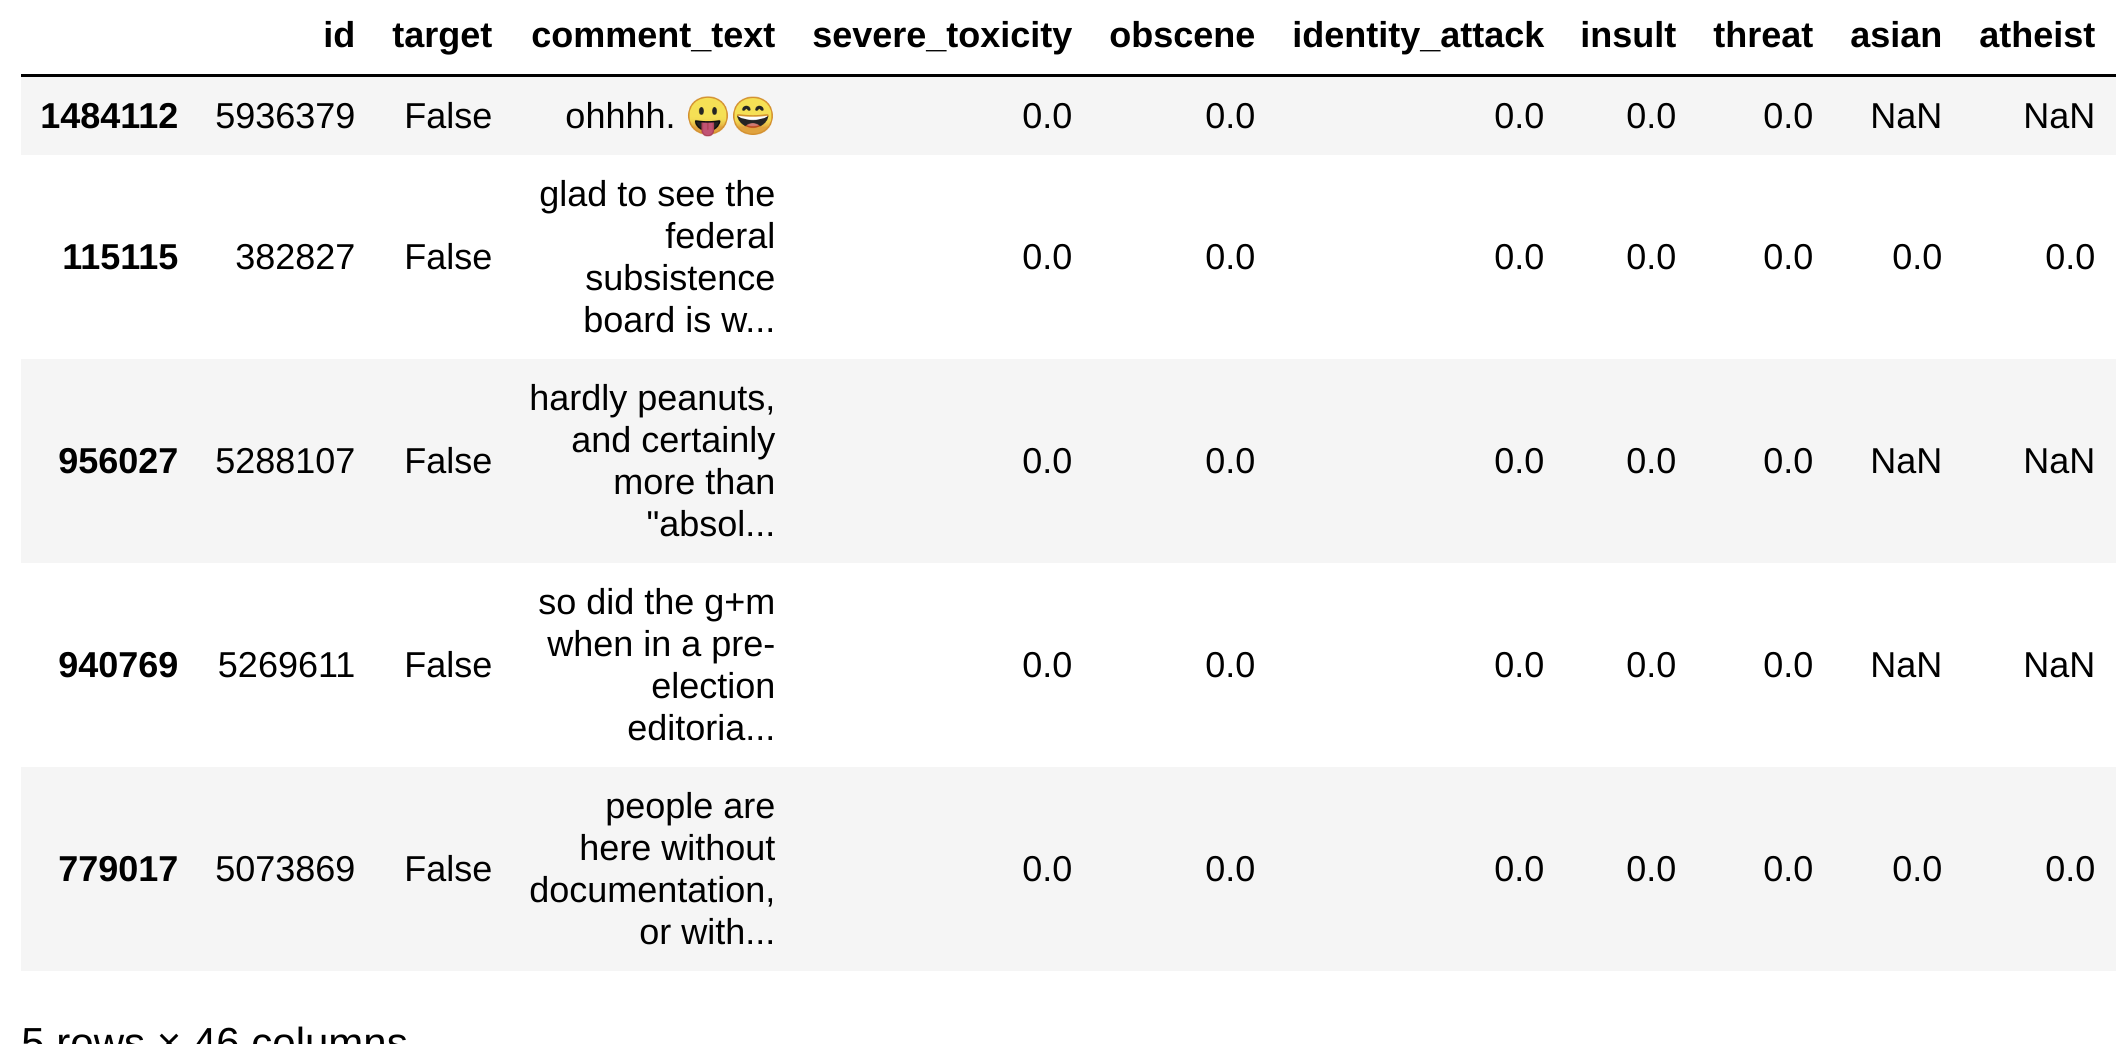 id target comment_text severe_toxicity obscene identity_attack insult threat asian atheist
1484112 5936379 False ohhhh. 😛😄 0.0 0.0 0.0 0.0 0.0 NaN NaN
glad to see the
federal
115115 382827 False subsistence 0.0 0.0 0.0 0.0 0.0 0.0 0.0
board is w...
hardly peanuts,
and certainly
956027 5288107 False more than 0.0 0.0 0.0 0.0 0.0 NaN NaN
"absol...
so did the g+m
when in a pre-
940769 5269611 False election 0.0 0.0 0.0 0.0 0.0 NaN NaN
editoria...
people are
here without
779017 5073869 False documentation, 0.0 0.0 0.0 0.0 0.0 0.0 0.0
or with...
5 rows × 46 columns